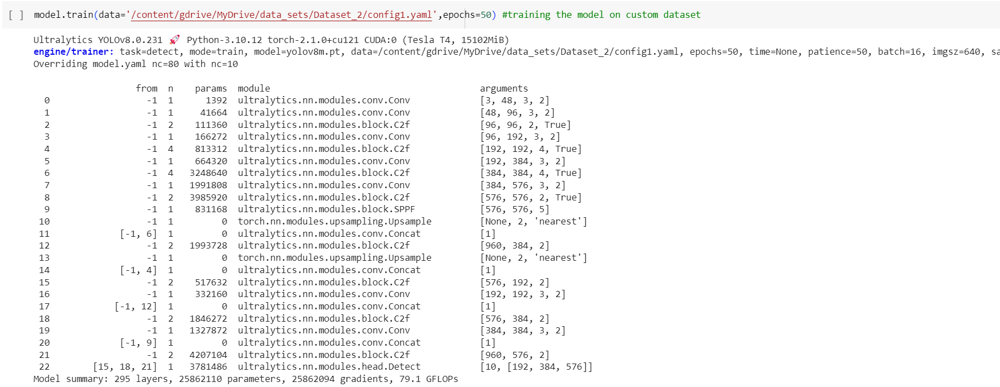 [ ] model.train(data='/content/gdrive/MyDrive/data_sets/Dataset_2/config1.yaml',epochs=50) #training the model on custom dataset
Ultralytics YOLOv8.0.231 🚀 Python-3.10.12 torch-2.1.0+cu121 CUDA:0 (Tesla T4, 15102MiB)
engine/trainer: task=detect, mode=train, model=yolov8m.pt, data=/content/gdrive/MyDrive/data_sets/Dataset_2/config1.yaml, epochs=50, time=None, patience=50, batch=16, imgsz=640, sa
Overriding model.yaml nc=80 with nc=10
from n params module arguments
0 -1 1 1392 ultralytics.nn.modules.conv.Conv [3, 48, 3, 2]
1 -1 1 41664 ultralytics.nn.modules.conv.Conv [48, 96, 3, 2]
2 -1 2 111360 ultralytics.nn.modules.block.C2f [96, 96, 2, True]
3 -1 1 166272 ultralytics.nn.modules.conv.Conv [96, 192, 3, 2]
4 -1 4 813312 ultralytics.nn.modules.block.C2f [192, 192, 4, True]
5 -1 1 664320 ultralytics.nn.modules.conv.Conv [192, 384, 3, 2]
6 -1 4 3248640 ultralytics.nn.modules.block.C2f [384, 384, 4, True]
7 -1 1 1991808 ultralytics.nn.modules.conv.Conv [384, 576, 3, 2]
8 -1 2 3985920 ultralytics.nn.modules.block.C2f [576, 576, 2, True]
9 -1 1 831168 ultralytics.nn.modules.block.SPPF [576, 576, 5]
10 -1 1 0 torch.nn.modules.upsampling.Upsample [None, 2, 'nearest']
11 [-1, 6] 1 0 ultralytics.nn.modules.conv.Concat [1]
12 -1 2 1993728 ultralytics.nn.modules.block.C2f [960, 384, 2]
13 -1 1 0 torch.nn.modules.upsampling.Upsample [None, 2, 'nearest']
14 [-1, 4] 1 0 ultralytics.nn.modules.conv.Concat [1]
15 -1 2 517632 ultralytics.nn.modules.block.C2f [576, 192, 2]
16 -1 1 332160 ultralytics.nn.modules.conv.Conv [192, 192, 3, 2]
17 [-1, 12] 1 0 ultralytics.nn.modules.conv.Concat [1]
18 -1 2 1846272 ultralytics.nn.modules.block.C2f [576, 384, 2]
19 -1 1 1327872 ultralytics.nn.modules.conv.Conv [384, 384, 3, 2]
20 [-1, 9] 1 0 ultralytics.nn.modules.conv.Concat [1]
21 -1 2 4207104 ultralytics.nn.modules.block.C2f [960, 576, 2]
22 [15, 18, 21] 1 3781486 ultralytics.nn.modules.head.Detect [10, [192, 384, 576]]
Model summary: 295 layers, 25862110 parameters, 25862094 gradients, 79.1 GFLOPs